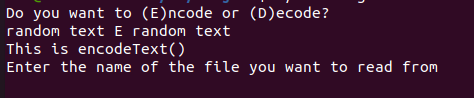 Do you want to (E)ncode or (D)ecode?
random text E random text
This is encodeText()
Enter the name of the file you want to read from